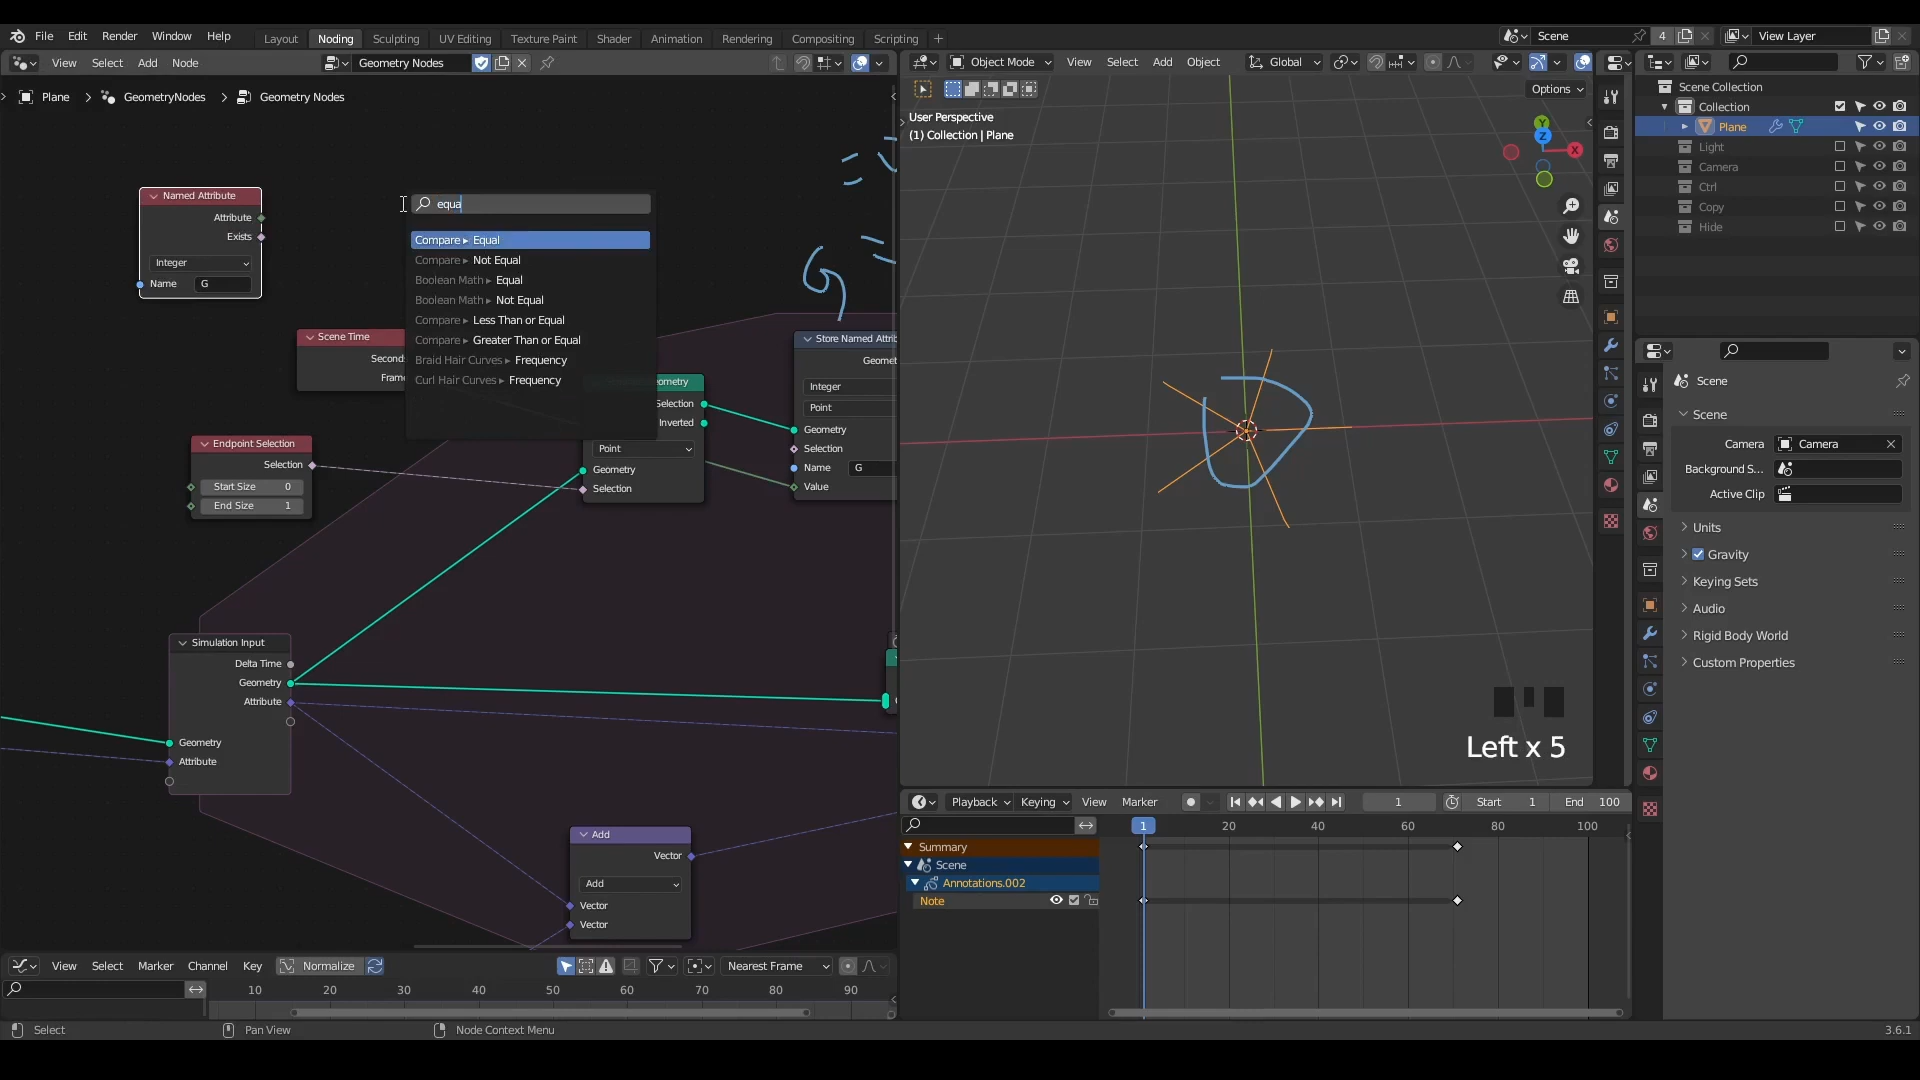 File Edit Render Window Help Layout Noding Sculpting UV Editing Texture Paint Shader Animation Rendering Compositing Scripting Scene 4 View Layer
View Select Add Node Geometry Nodes Object Mode View Select Add Object Global
Plane GeometryNodes Geometry Nodes
Options
User Perspective
(1) Collection | Plane
Y
Z
X
Scene Collection
Collection
Plane
Light
Camera
Ctrl
Copy
Hide
Named Attribute
Attribute
Exists
Integer
Name G
equa
Compare ▸ Equal
Compare ▸ Not Equal
Boolean Math ▸ Equal
Boolean Math ▸ Not Equal
Compare ▸ Less Than or Equal
Compare ▸ Greater Than or Equal
Braid Hair Curves ▸ Frequency
Curl Hair Curves ▸ Frequency
Scene Time
Second
Fram
Endpoint Selection
Selection
Start Size 0
End Size 1
ometry
Selection
Inverted
Point
Geometry
Selection
Store Named Attrib
Geomet
Integer
Point
Geometry
Selection
Name G
Value
Simulation Input
Delta Time
Geometry
Attribute
Geometry
Attribute
Add
Vector
Add
Vector
Vector
Left x 5
Scene
Scene
Camera Camera
Background S...
Active Clip
Units
Gravity
Keying Sets
Audio
Rigid Body World
Custom Properties
Playback Keying View Marker 1 Start 1 End 100
1 20 40 60 80 100
Summary
Scene
Annotations.002
Note
View Select Marker Channel Key Normalize Nearest Frame
10 20 30 40 50 60 70 80 90
Select Pan View Node Context Menu 3.6.1